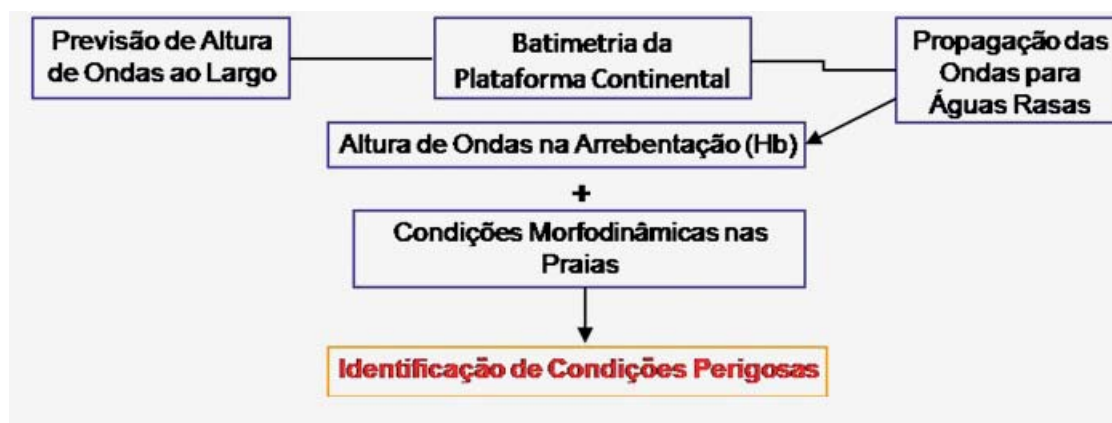 Previsão de Altura
de Ondas ao Largo
Batimetria da
Plataforma Continental
Propagação das
Ondas para
Águas Rasas
Altura de Ondas na Arrebentação (Hb)
+
Condições Morfodinâmicas nas
Praias
Identificação de Condições Perigosas